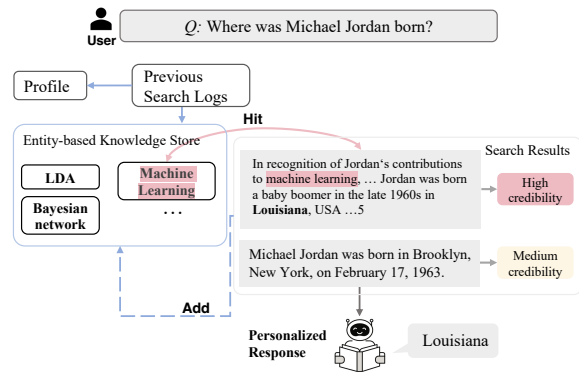 Q: Where was Michael Jordan born?
User
Profile
Previous
Search Logs
Hit
Entity-based Knowledge Store
LDA
Machine
Learning
Bayesian
network
...
Search Results
In recognition of Jordan‘s contributions
to machine learning, … Jordan was born
a baby boomer in the late 1960s in
Louisiana, USA …5
High
credibility
Michael Jordan was born in Brooklyn,
New York, on February 17, 1963.
Medium
credibility
Add
Personalized
Response
Louisiana